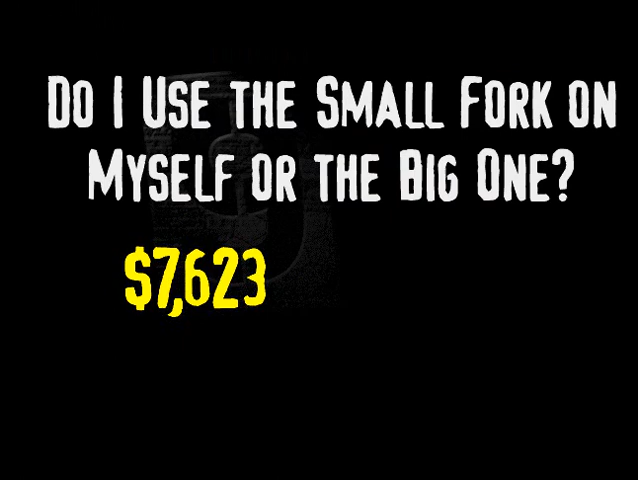 Do I Use the Small Fork on
Myself or the Big One?
$7,623